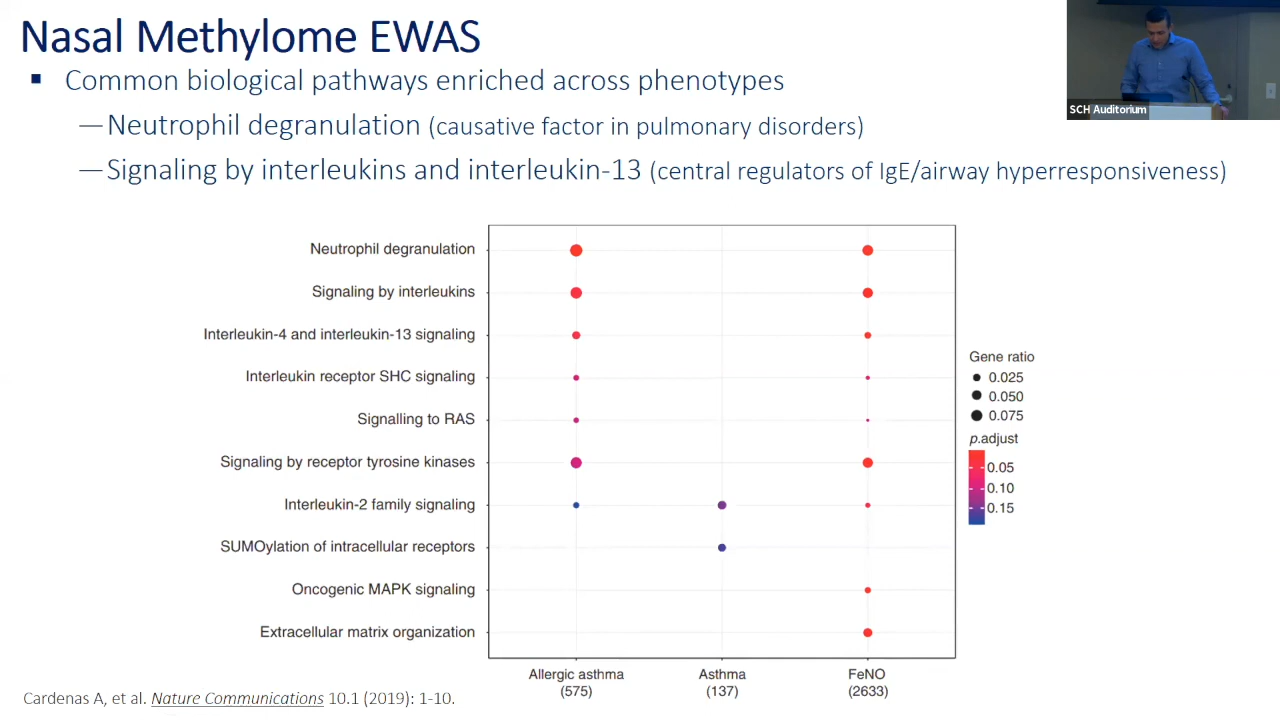 Nasal Methylome EWAS
▪ Common biological pathways enriched across phenotypes
—Neutrophil degranulation (causative factor in pulmonary disorders)
—Signaling by interleukins and interleukin-13 (central regulators of IgE/airway hyperresponsiveness)
SCH Auditorium
Neutrophil degranulation
Signaling by interleukins
Interleukin-4 and interleukin-13 signaling
Interleukin receptor SHC signaling
Signalling to RAS
Signaling by receptor tyrosine kinases
Interleukin-2 family signaling
SUMOylation of intracellular receptors
Oncogenic MAPK signaling
Extracellular matrix organization
Allergic asthma
(575)
Asthma
(137)
FeNO
(2633)
Gene ratio
0.025
0.050
0.075
p.adjust
0.05
0.10
0.15
Cardenas A, et al. Nature Communications 10.1 (2019): 1-10.